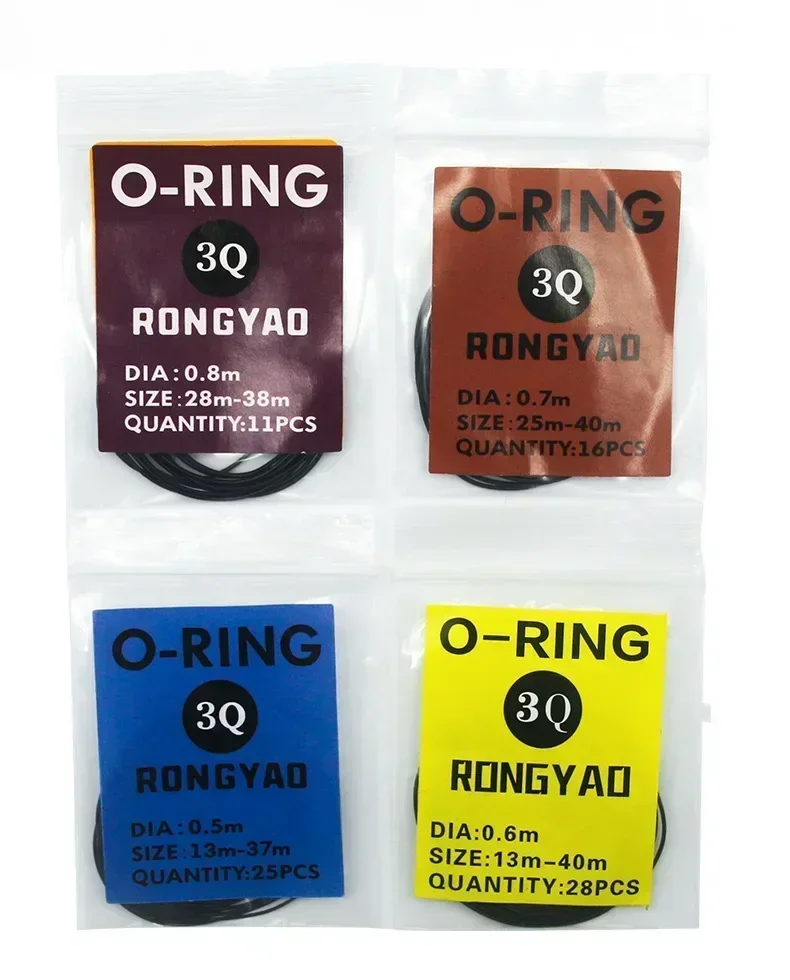 O-RING
3Q
RONGYAO
DIA:0.8m
SIZE:28m-38m
QUANTITY:11PCS
O-RING
3Q
RONGYAO
DIA:0.7m
SIZE:25m-40m
QUANTITY:16PCS
O-RING
3Q
RONGYAO
DIA:0.5m
SIZE:13m-37m
QUANTITY:25PCS
O-RING
3Q
RONGYAO
DIA:0.6m
SIZE:13m-40m
QUANTITY:28PCS